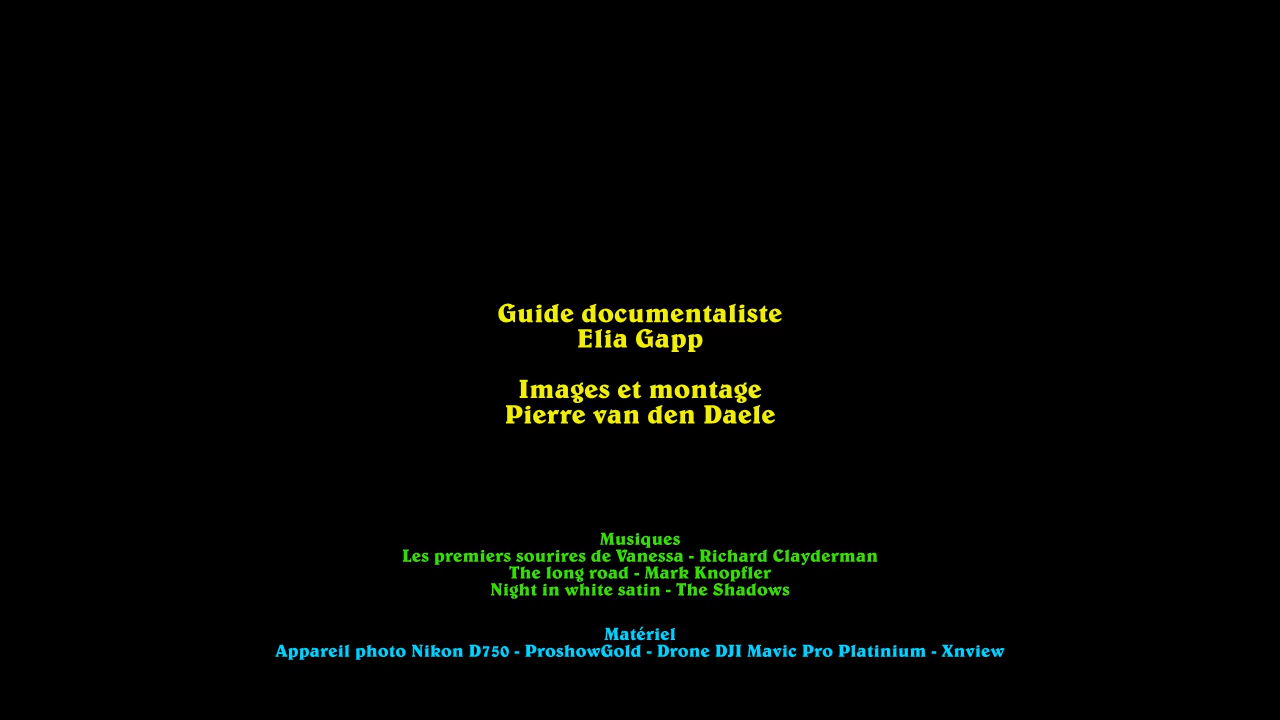 Guide documentaliste
Elia Gapp
Images et montage
Pierre van den Daele
Musiques
Les premiers sourires de Vanessa - Richard Clayderman
The long road - Mark Knopfler
Night in white satin - The Shadows
Matériel
Appareil photo Nikon D750 - ProshowGold - Drone DJI Mavic Pro Platinium - Xnview